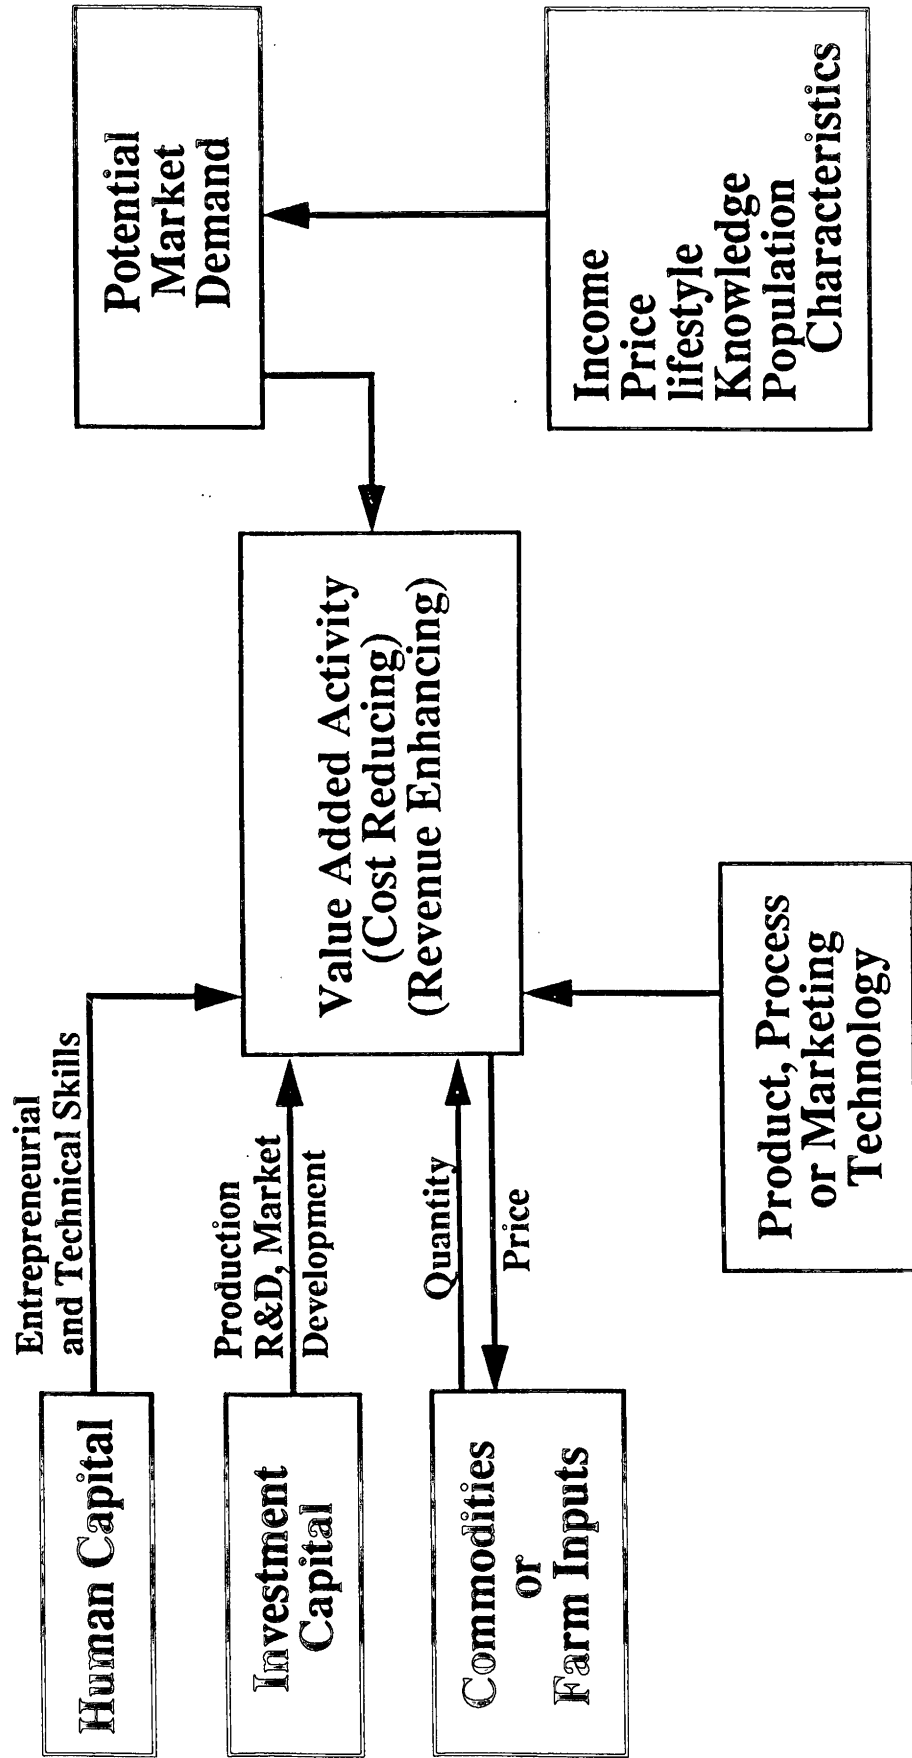 Human Capital
Entrepreneurial
and Technical Skills
Investment
Capital
Production
R&D, Market
Development
Commodities
or
Farm Inputs
Quantity
Price
Value Added Activity
(Cost Reducing)
(Revenue Enhancing)
Product, Process
or Marketing
Technology
Potential
Market
Demand
Income
Price
lifestyle
Knowledge
Population
Characteristics